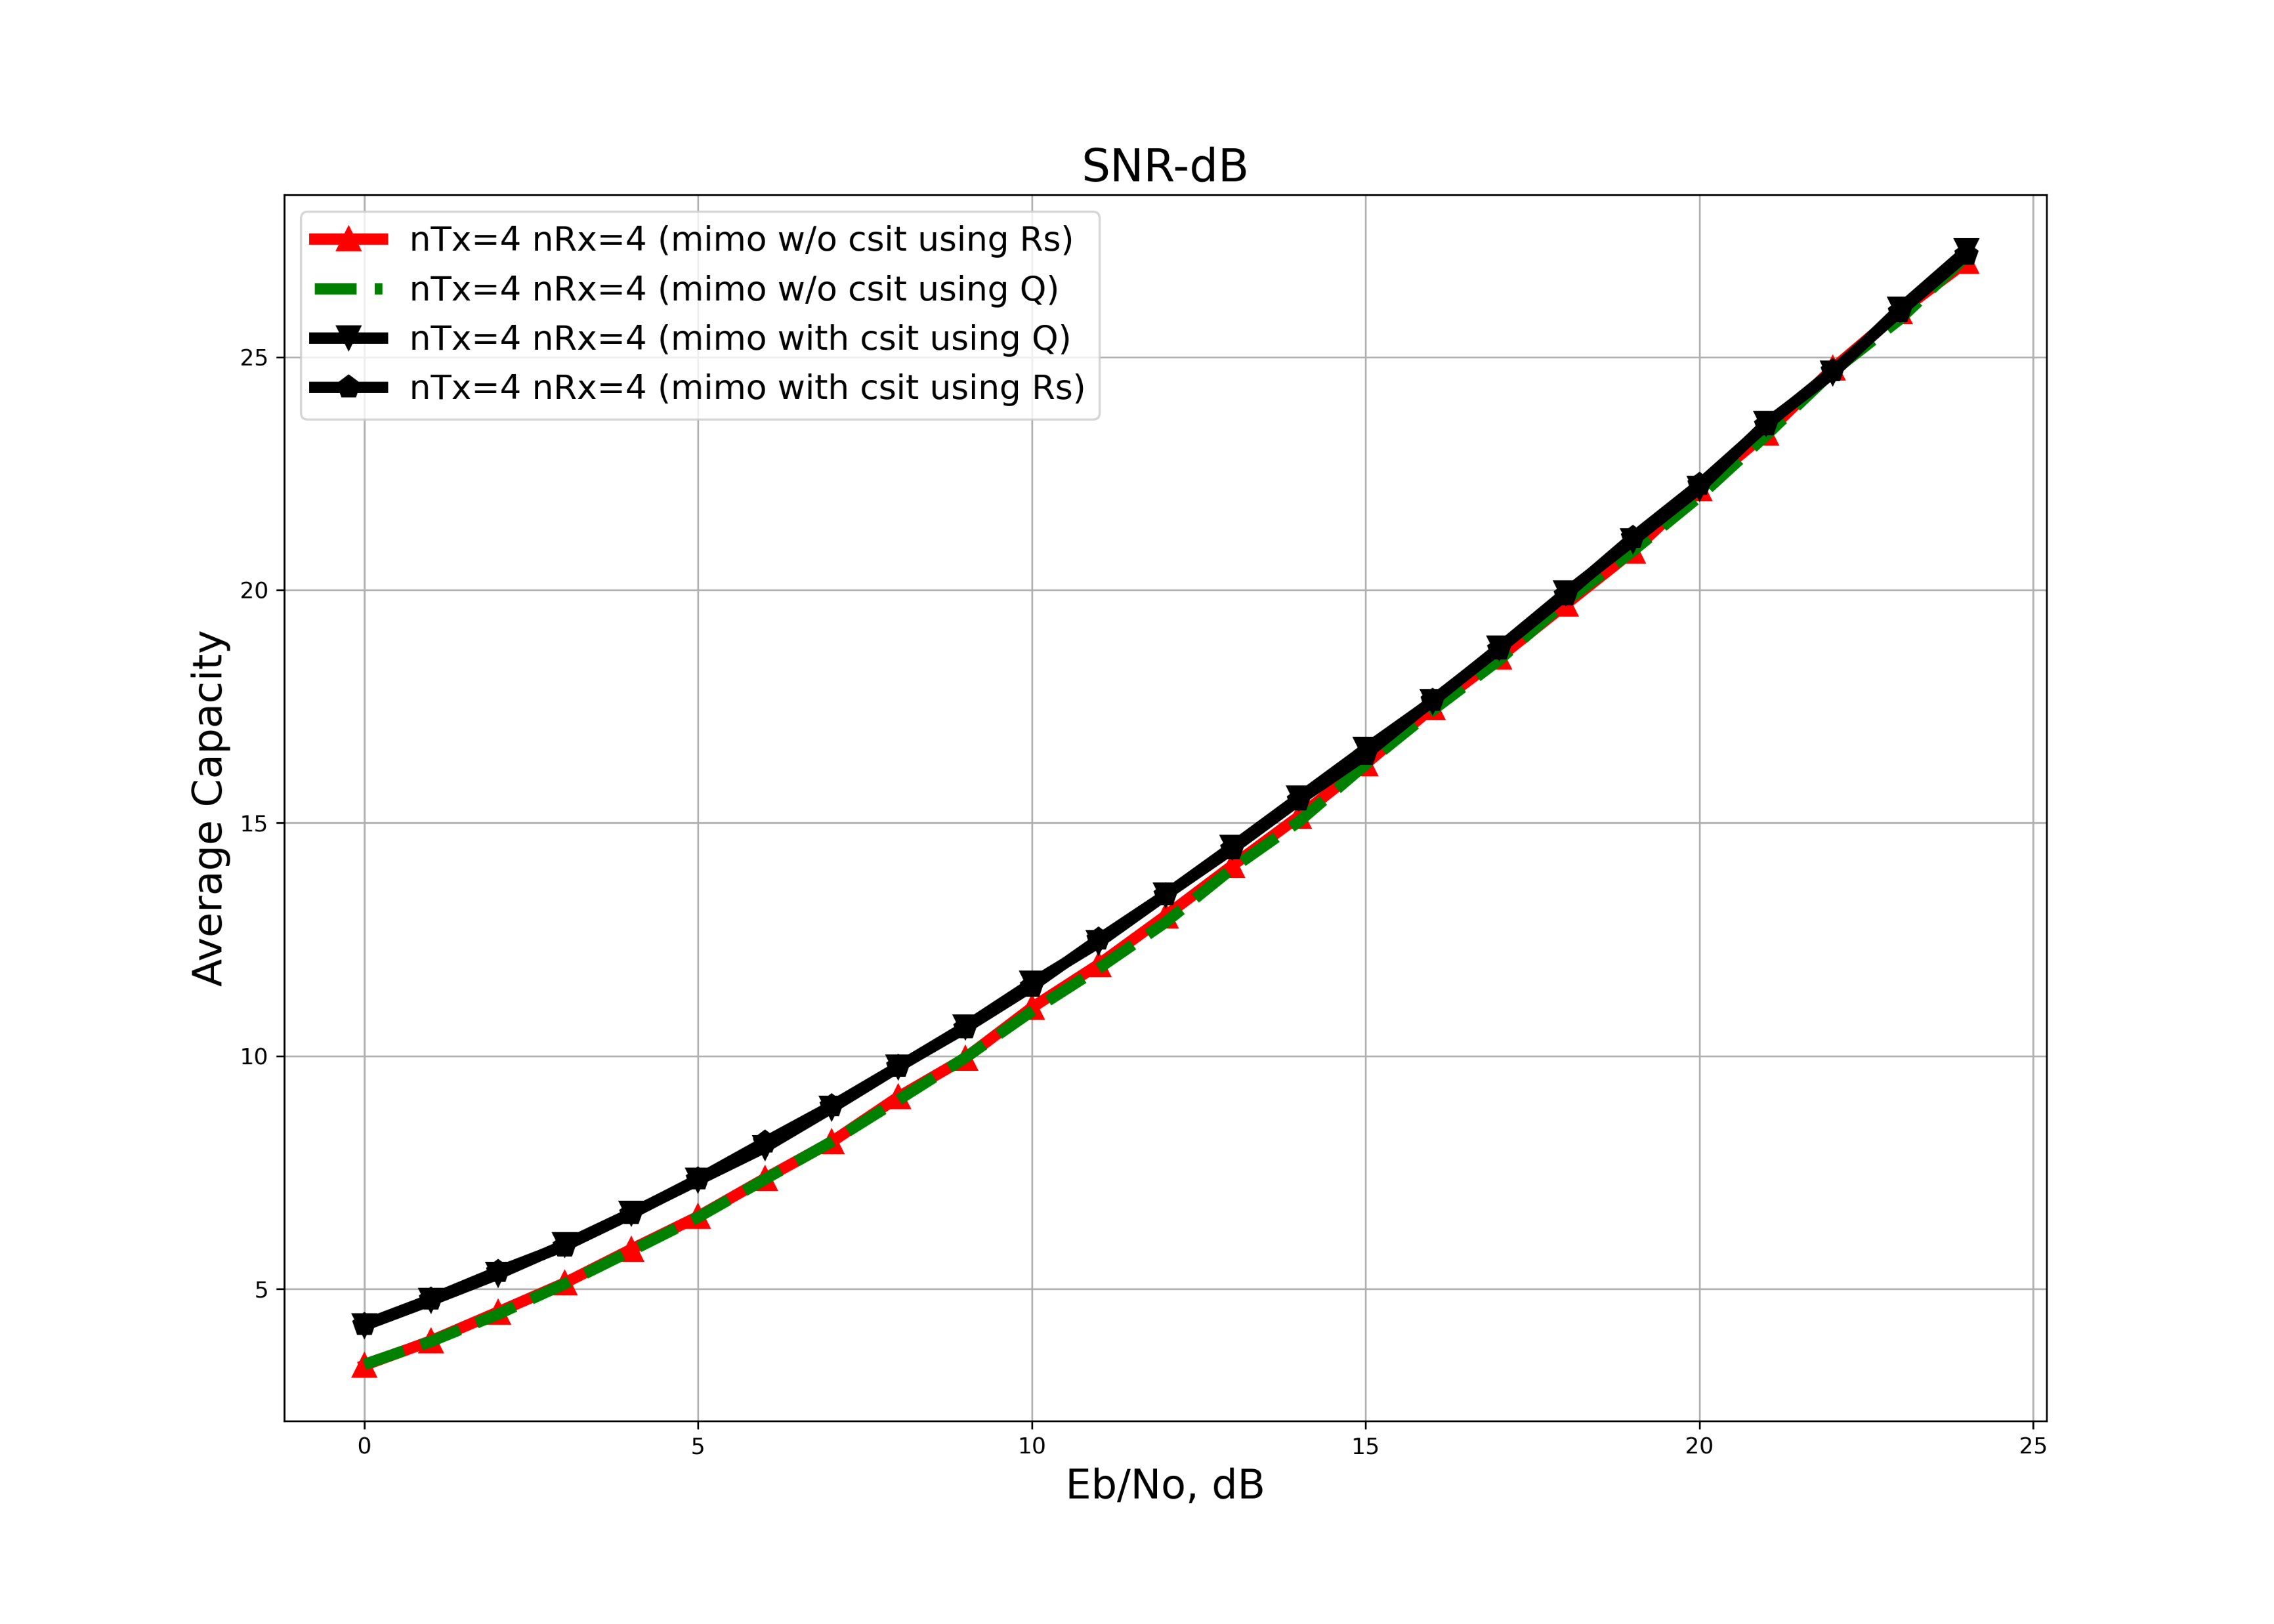 SNR-dB
nTx=4 nRx=4 (mimo w/o csit using Rs)
nTx=4 nRx=4 (mimo w/o csit using Q)
nTx=4 nRx=4 (mimo with csit using Q)
nTx=4 nRx=4 (mimo with csit using Rs)
Average Capacity
25
20
15
10
5
0 5 10 15 20 25
Eb/No, dB